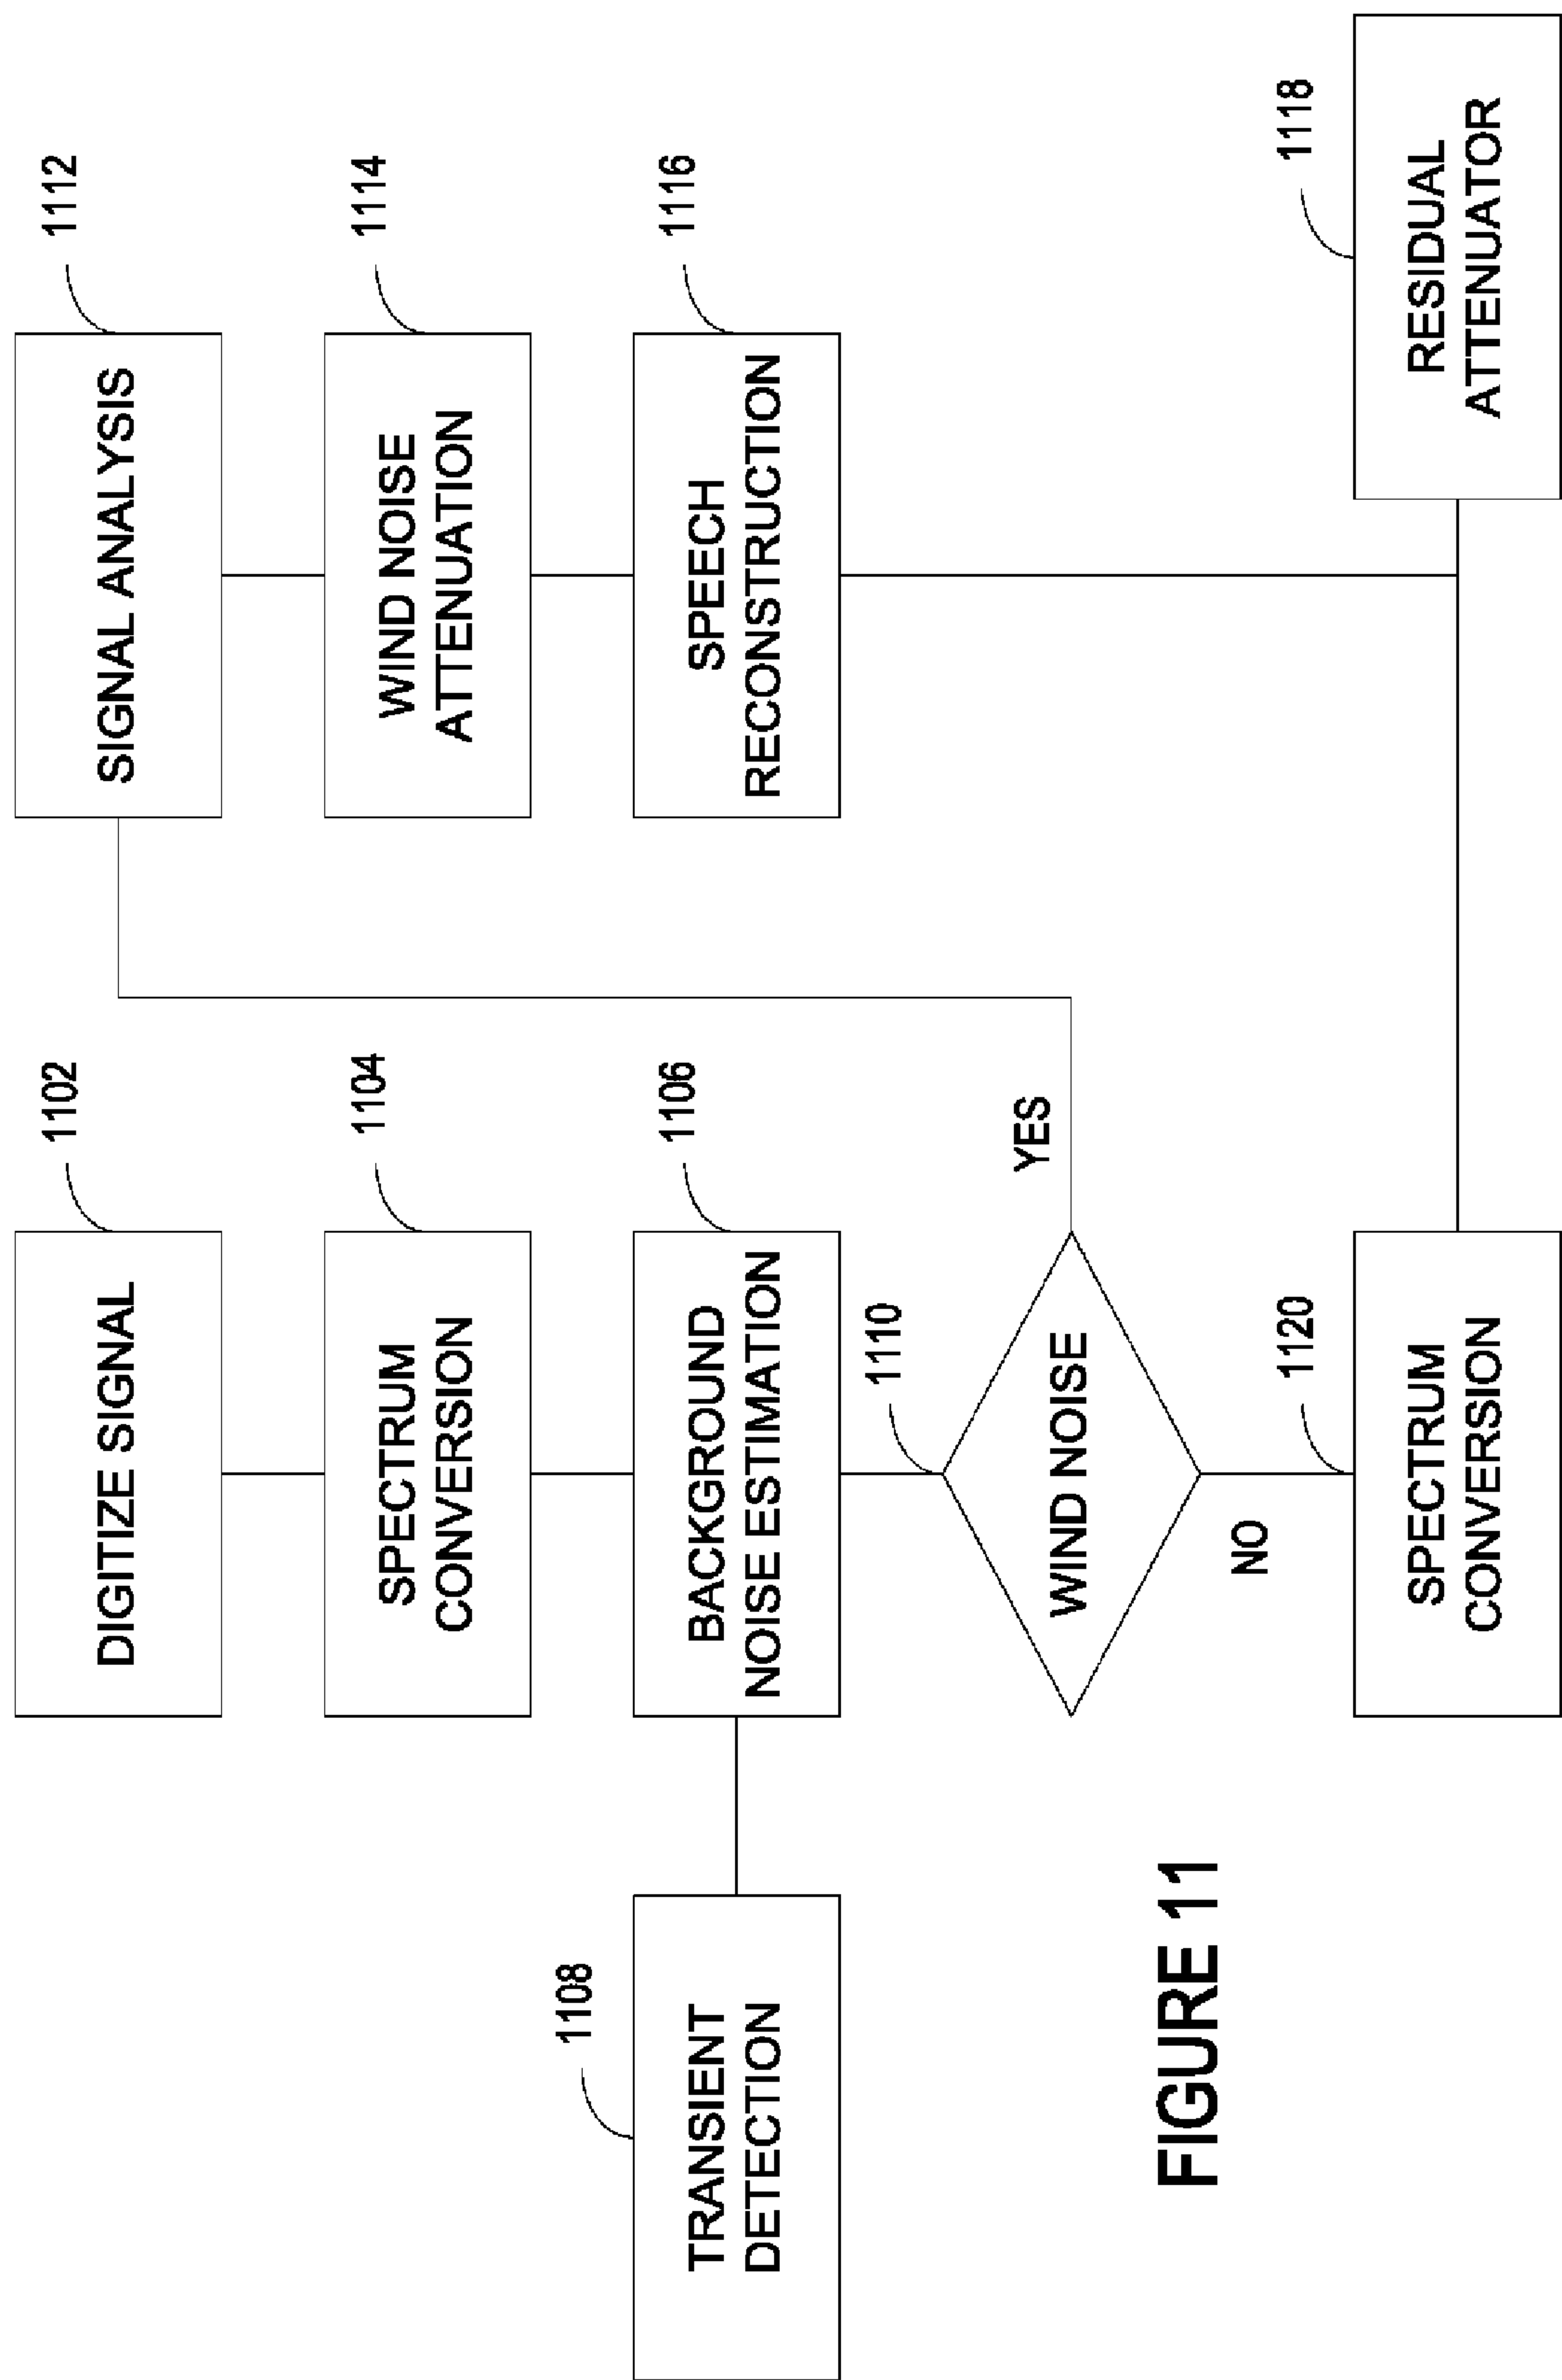 1102
DIGITIZE SIGNAL
1104
SPECTRUM
CONVERSION
1106
BACKGROUND
NOISE ESTIMATION
1108
TRANSIENT
DETECTION
1110
WIND NOISE
YES
NO
1112
SIGNAL ANALYSIS
1114
WIND NOISE
ATTENUATION
1116
SPEECH
RECONSTRUCTION
1120
SPECTRUM
CONVERSION
1118
RESIDUAL
ATTENUATOR
FIGURE 11